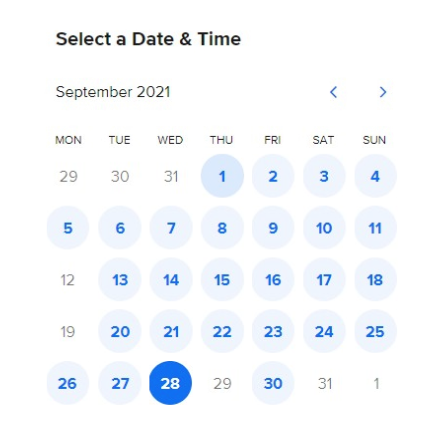 Select a Date & Time
September 2021
MON TUE WED THU FRI SAT SUN
29 30 31 1 2 3 4
5 6 7 8 9 10 11
12 13 14 15 16 17 18
19 20 21 22 23 24 25
26 27 28 29 30 31 1